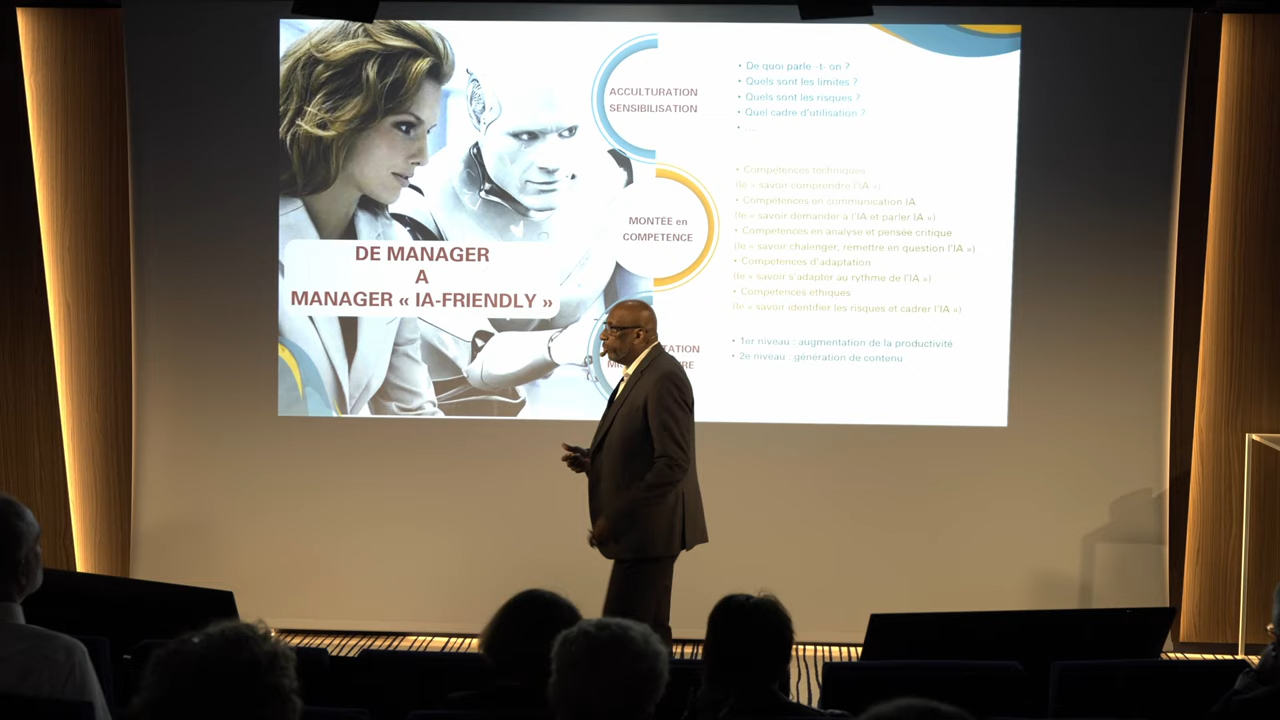 DE MANAGER
A
MANAGER « IA-FRIENDLY »
ACCULTURATION
SENSIBILISATION
• De quoi parle -t- on ?
• Quels sont les limites ?
• Quels sont les risques ?
• Quel cadre d'utilisation ?
• ....
MONTÉE en
COMPETENCE
• Compétences techniques
(le « savoir comprendre l'IA »)
• Compétences en communication IA
(le « savoir demander à l'IA et parler IA »)
• Compétences en analyse et pensée critique
(le « savoir chalenger, remettre en question l'IA »)
• Compétences d'adaptation
(le « savoir s'adapter au rythme de l'IA »)
• Compétences ethiques
(le « savoir identifier les risques et cadrer l'IA »)
• 1er niveau : augmentation de la productivité
• 2e niveau : génération de contenu